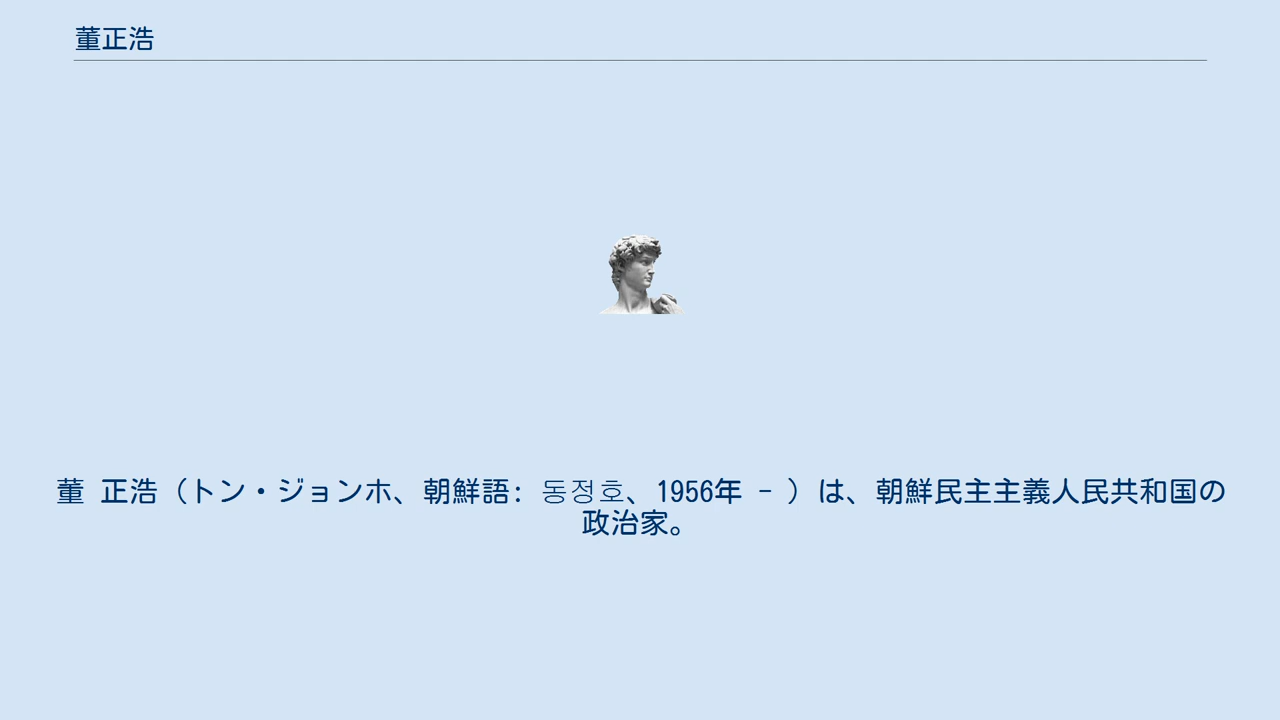 董正浩
董 正浩（トン・ジョンホ、朝鮮語: 동정호、1956年 - ）は、朝鮮民主主義人民共和国の
政治家。